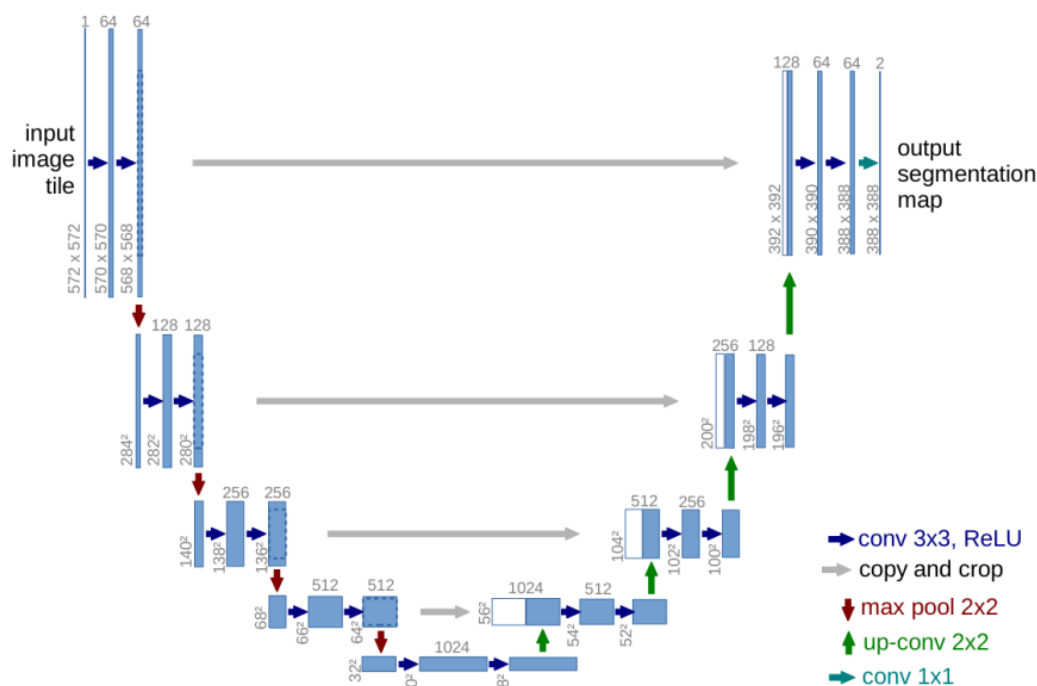 1 64 64
128
64 64 2
input
image
tile
output
segmentation
map
572 x 572
570 x 570
568 x 568
392 x 392
390 x 390
388 x 388
388 x 388
128 128
256 128
284²
282²
280²
200²
198²
196²
256 256
512 256
140²
138²
136²
104²
102²
100²
512 512
1024 512
68²
66²
64²
56²
54²
52²
1024
32²
conv 3x3, ReLU
copy and crop
max pool 2x2
up-conv 2x2
conv 1x1